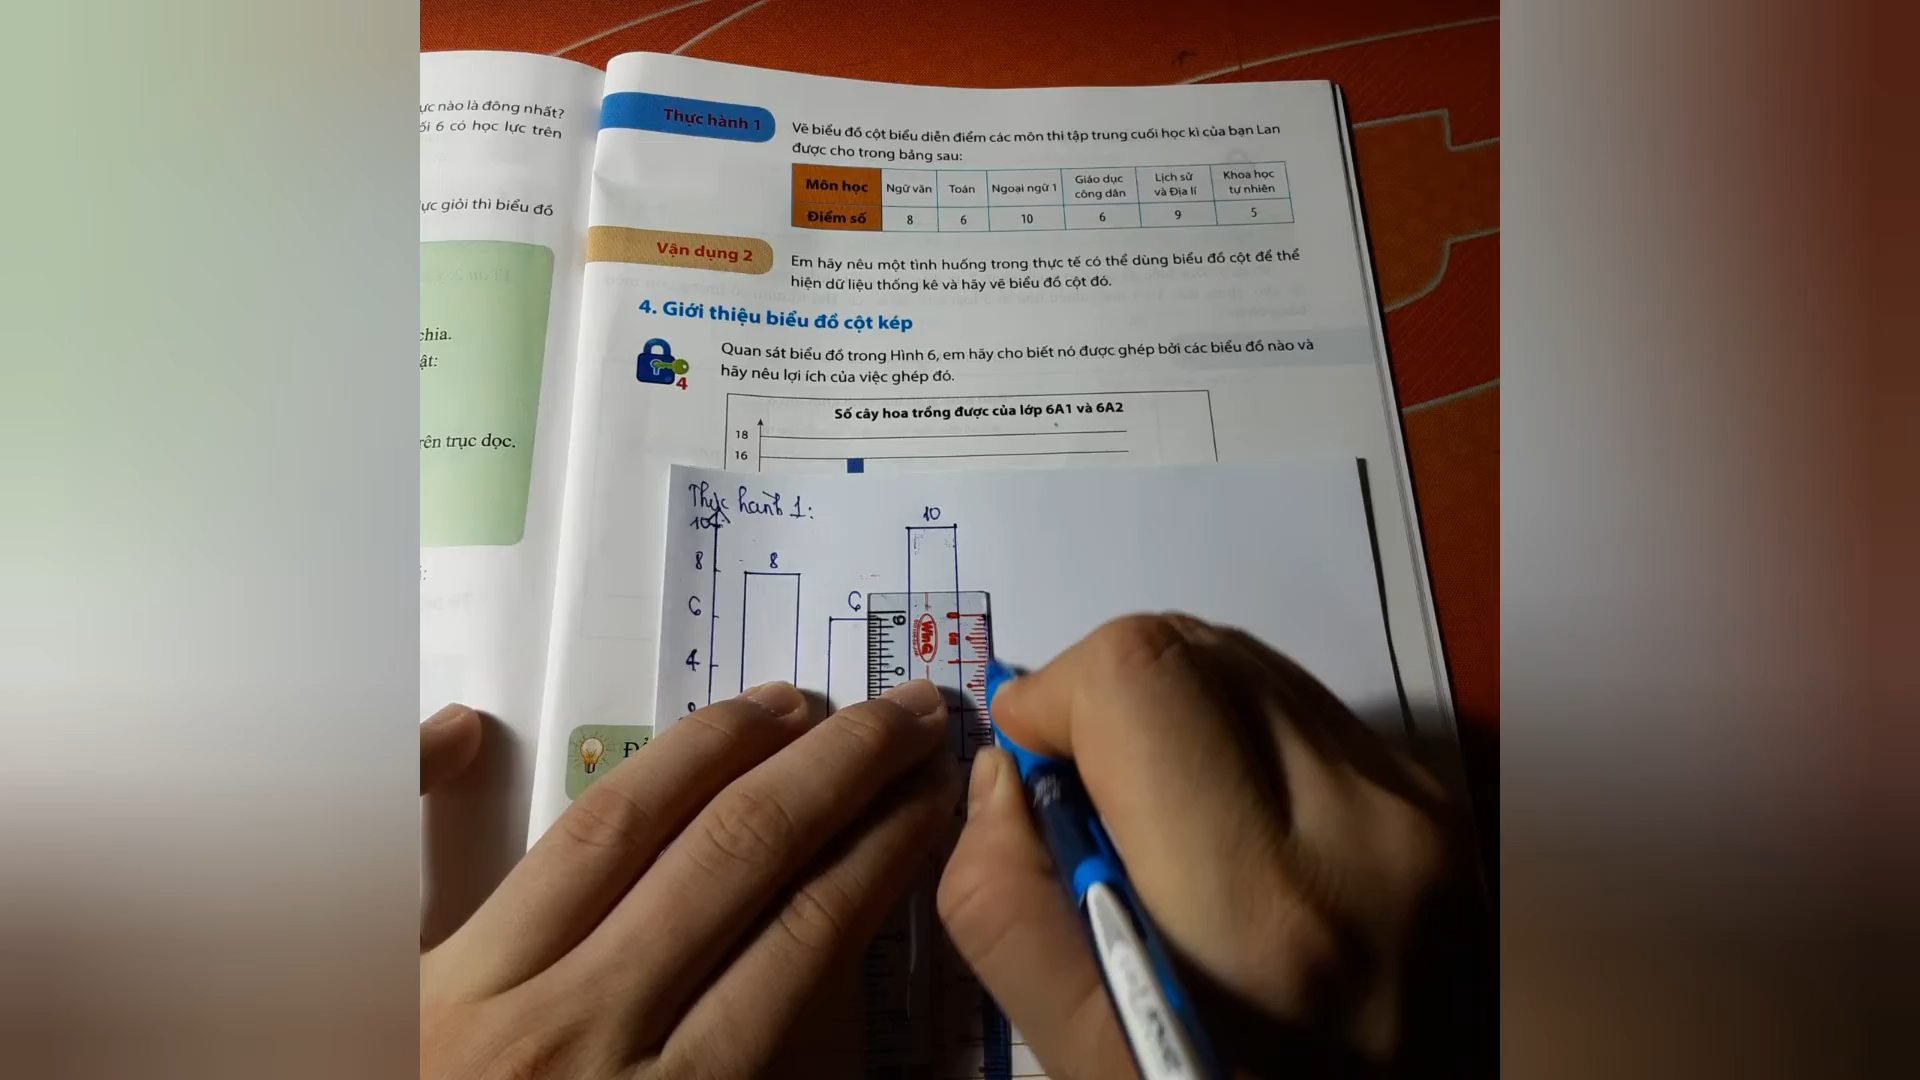 ực nào là đông nhất?
ối 6 có học lực trên
ực giỏi thì biểu đồ
chia.
ật:
rên trục dọc.
Thực hành 1
Vẽ biểu đồ cột biểu diễn điểm các môn thi tập trung cuối học kì của bạn Lan
được cho trong bảng sau:
Môn học Ngữ văn Toán Ngoại ngữ 1 Giáo dục công dân Lịch sử và Địa lí Khoa học tự nhiên
Điểm số 8 6 10 6 9 5
Vận dụng 2
Em hãy nêu một tình huống trong thực tế có thể dùng biểu đồ cột để thể
hiện dữ liệu thống kê và hãy vẽ biểu đồ cột đó.
4. Giới thiệu biểu đồ cột kép
4
Quan sát biểu đồ trong Hình 6, em hãy cho biết nó được ghép bởi các biểu đồ nào và
hãy nêu lợi ích của việc ghép đó.
Số cây hoa trồng được của lớp 6A1 và 6A2
18
16
Thực hành 1:
10
10
8
8
6
6
4
WinQ
0 cm
1